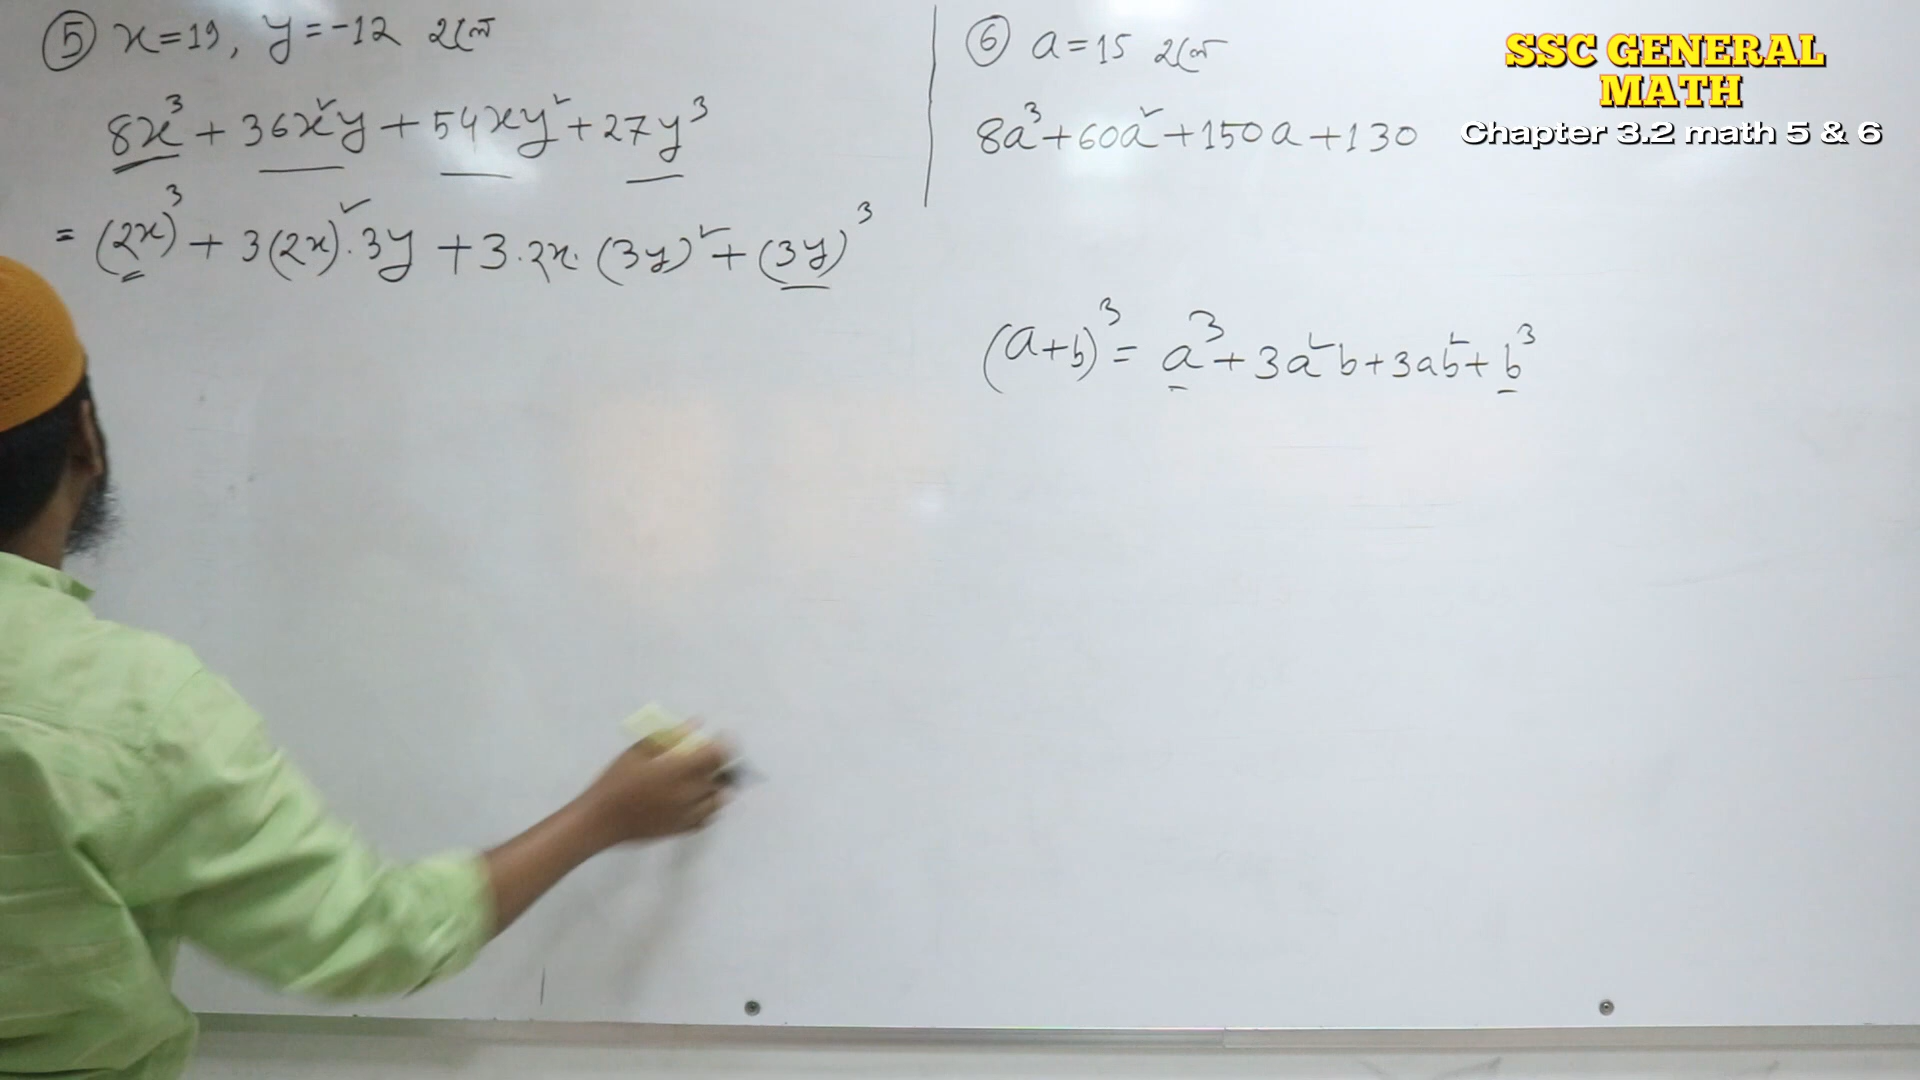 ⑤ x=19, y=-12 হলে
8x³ + 36x²y + 54xy² + 27y³
= (2x)³ + 3(2x)².3y + 3.2x.(3y)² + (3y)³
⑥ a=15 হলে
8a³+60a²+150a+130
(a+b)³ = a³+3a²b+3ab²+b³
SSC GENERAL
MATH
Chapter 3.2 math 5 & 6